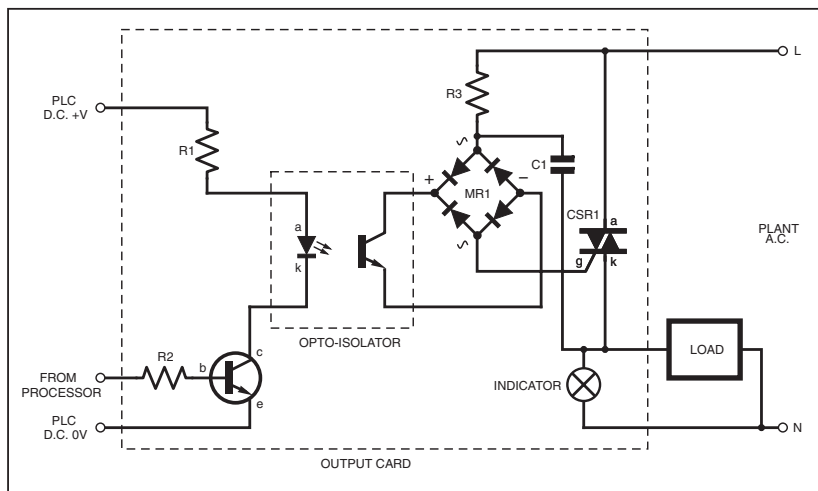 L
R3
PLC
D.C. +V
R1
C1
+
MR1
−
CSR1
a
PLANT
A.C.
a
k
g
k
OPTO-ISOLATOR
R2
c
b
LOAD
FROM
PROCESSOR
INDICATOR
e
PLC
D.C. 0V
N
OUTPUT CARD